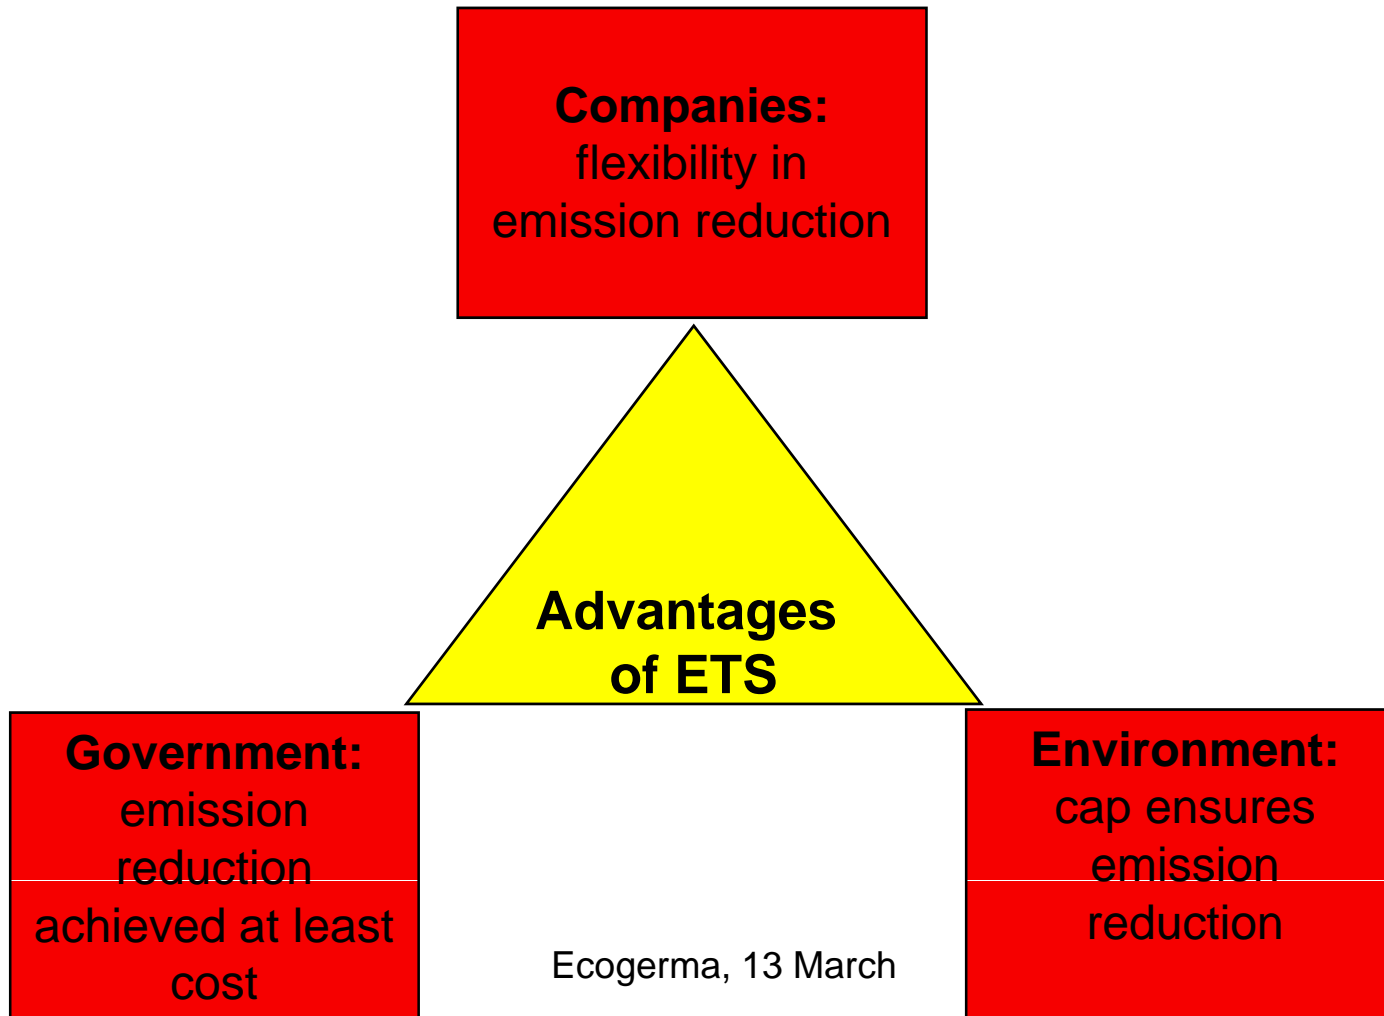 Companies:
flexibility in
emission reduction
Advantages
of ETS
Government:
emission
reduction
achieved at least
cost
Environment:
cap ensures
emission
reduction
Ecogerma, 13 March